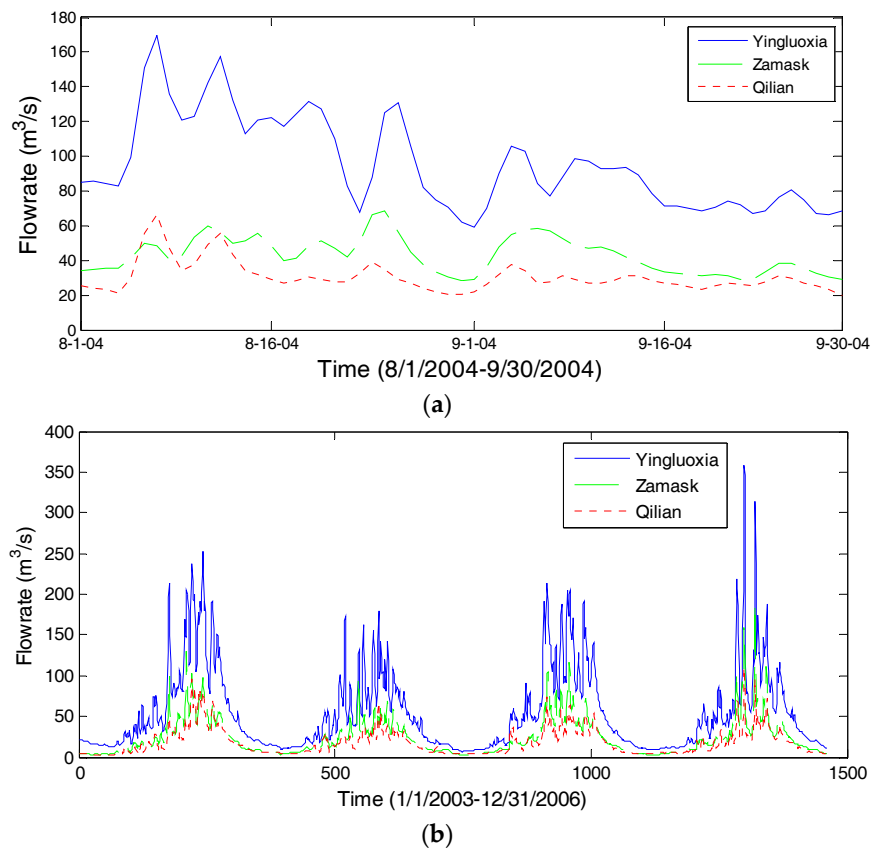 180
160
140
120
100
80
60
40
20
0
Flowrate (m³/s)
Yingluoxia
Zamask
Qilian
8-1-04 8-16-04 9-1-04 9-16-04 9-30-04
Time (8/1/2004-9/30/2004)
(a)
400
350
300
250
200
150
100
50
0
Flowrate (m³/s)
Yingluoxia
Zamask
Qilian
0 500 1000 1500
Time (1/1/2003-12/31/2006)
(b)